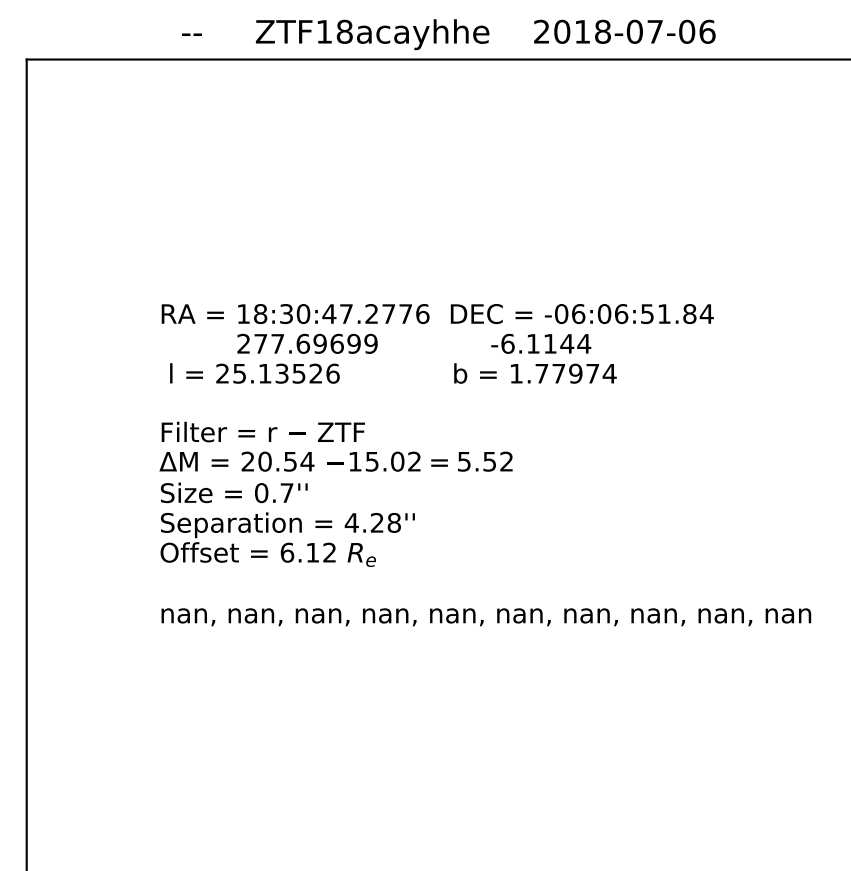 --  ZTF18acayhhe  2018-07-06
RA = 18:30:47.2776  DEC = -06:06:51.84
277.69699  -6.1144
l = 25.13526  b = 1.77974
Filter = r − ZTF
ΔM = 20.54 −15.02 = 5.52
Size = 0.7''
Separation = 4.28''
Offset = 6.12 Re
nan, nan, nan, nan, nan, nan, nan, nan, nan, nan